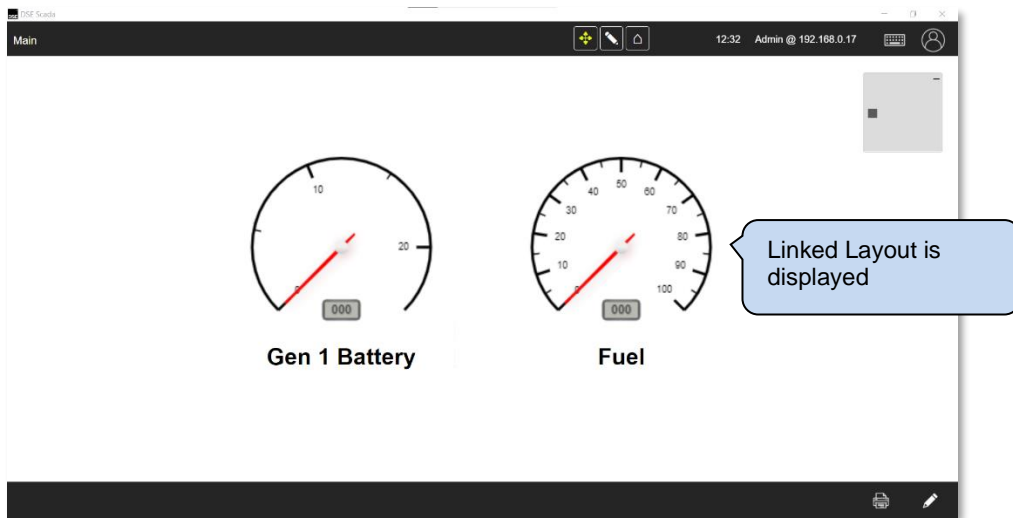 DSE DSE Scada
Main
12:32 Admin @ 192.168.0.17
10
20
0
000
Gen 1 Battery
0
10
20
30
40
50
60
70
80
90
100
000
Fuel
Linked Layout is
displayed